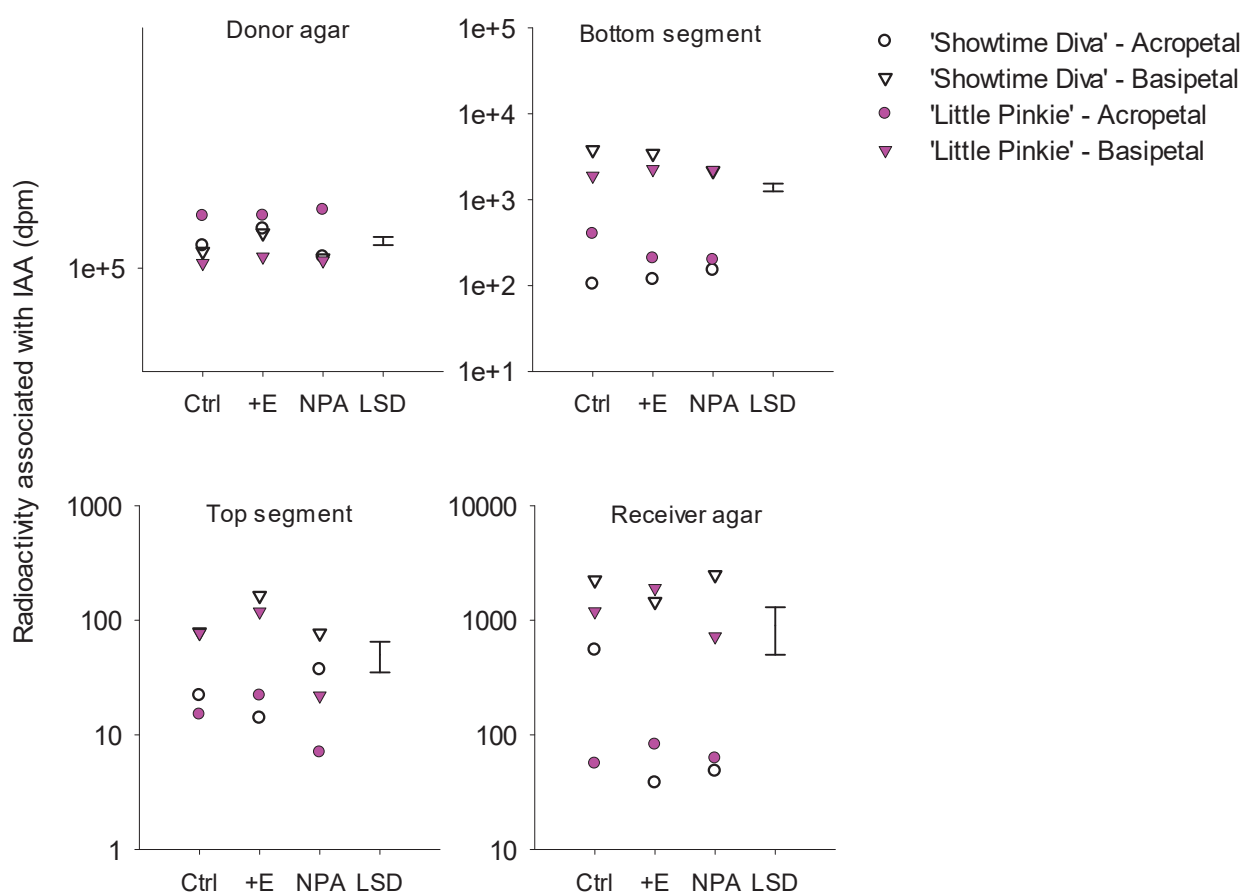 Donor agar
1e+5
Ctrl +E NPA LSD
Bottom segment
1e+5
1e+4
1e+3
1e+2
1e+1
Ctrl +E NPA LSD
'Showtime Diva' - Acropetal
'Showtime Diva' - Basipetal
'Little Pinkie' - Acropetal
'Little Pinkie' - Basipetal
Radioactivity associated with IAA (dpm)
Top segment
1000
100
10
1
Ctrl +E NPA LSD
Receiver agar
10000
1000
100
10
Ctrl +E NPA LSD